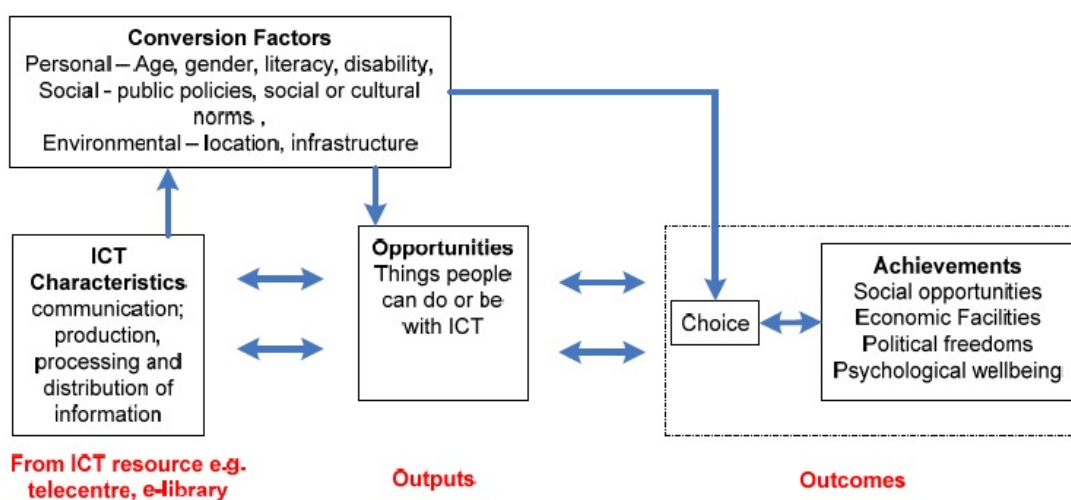 Conversion Factors
Personal – Age, gender, literacy, disability,
Social - public policies, social or cultural
norms ,
Environmental – location, infrastructure
ICT
Characteristics
communication;
production,
processing and
distribution of
information
Opportunities
Things people
can do or be
with ICT
Choice
Achievements
Social opportunities
Economic Facilities
Political freedoms
Psychological wellbeing
From ICT resource e.g.
telecentre, e-library
Outputs
Outcomes